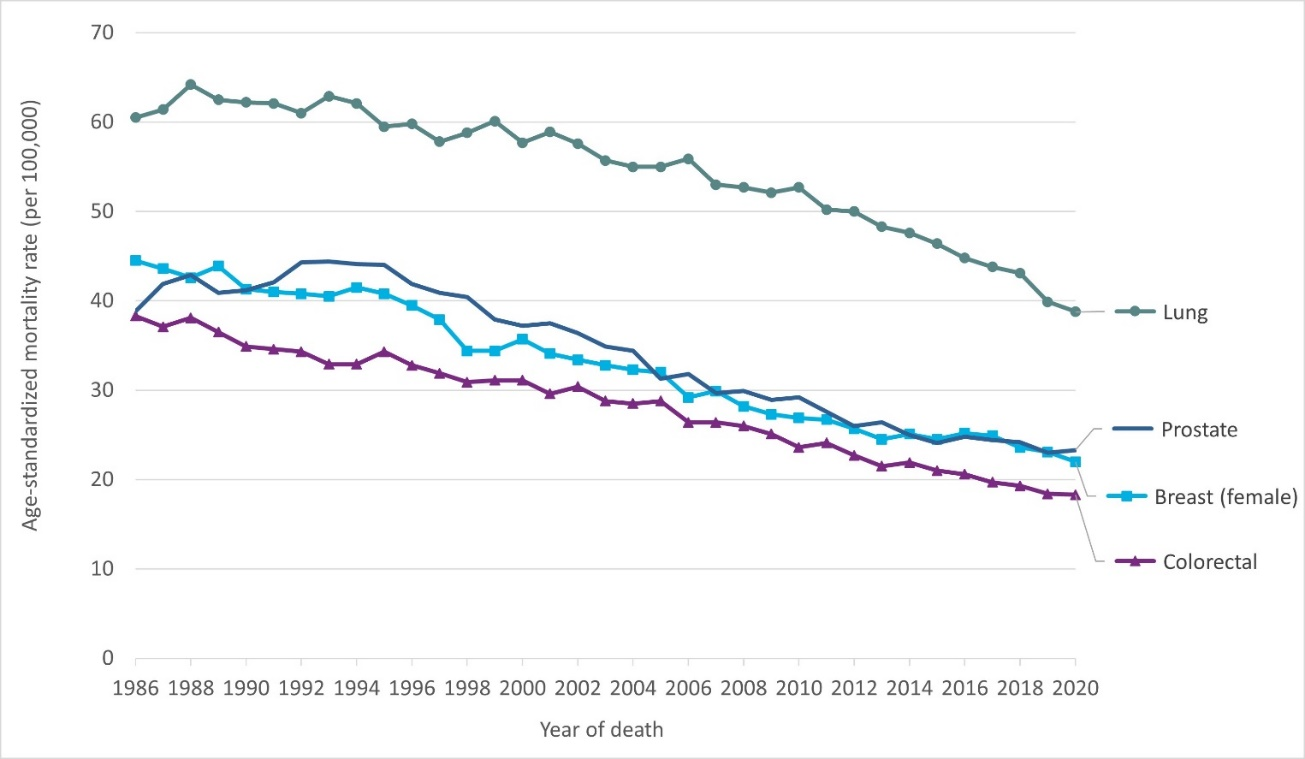 70
60
50
40
30
20
10
0
Age-standardized mortality rate (per 100,000)
1986 1988 1990 1992 1994 1996 1998 2000 2002 2004 2006 2008 2010 2012 2014 2016 2018 2020
Year of death
Lung
Prostate
Breast (female)
Colorectal